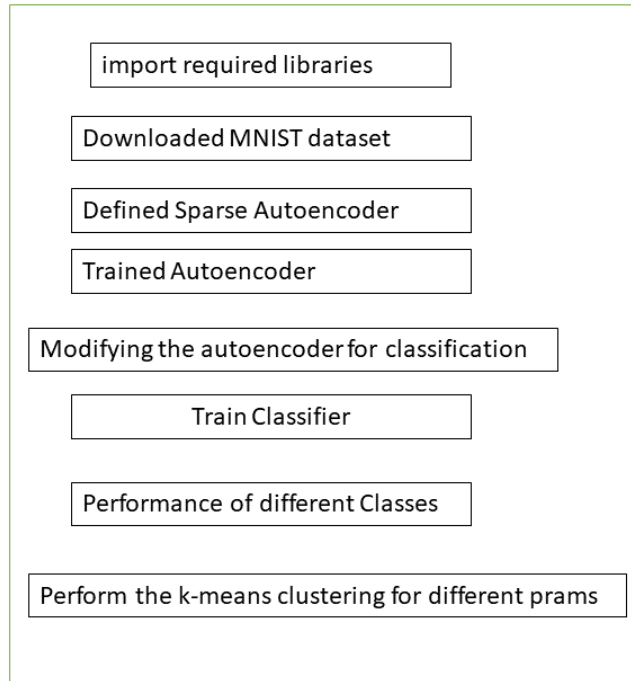 import required libraries
Downloaded MNIST dataset
Defined Sparse Autoencoder
Trained Autoencoder
Modifying the autoencoder for classification
Train Classifier
Performance of different Classes
Perform the k-means clustering for different prams